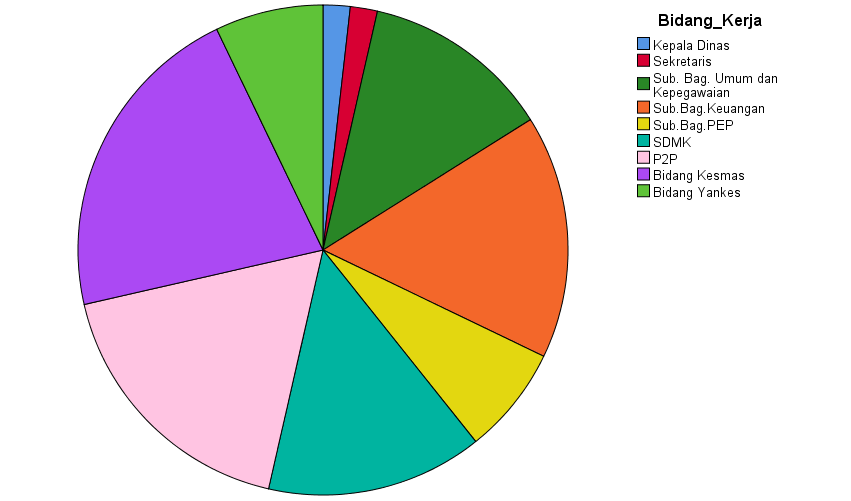 Bidang_Kerja
Kepala Dinas
Sekretaris
Sub. Bag. Umum dan
Kepegawaian
Sub.Bag.Keuangan
Sub.Bag.PEP
SDMK
P2P
Bidang Kesmas
Bidang Yankes